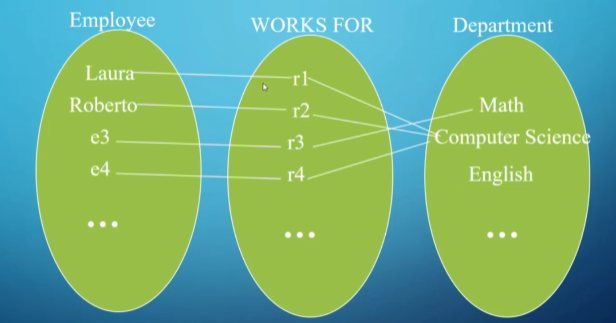 Employee
WORKS FOR
Department
Laura
r1
Roberto
r2
Math
e3
r3
Computer Science
e4
r4
English
...
...
...